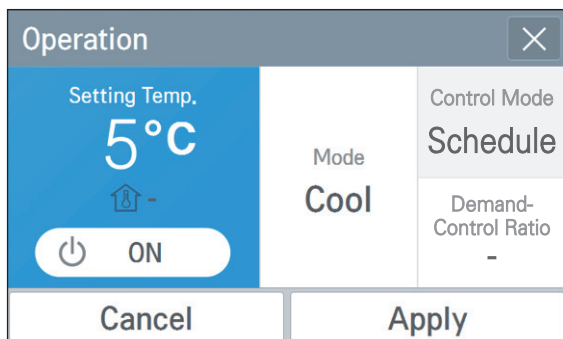 Operation
Setting Temp.
5°C
-
ON
Mode
Cool
Control Mode
Schedule
Demand-
Control Ratio
-
Cancel
Apply